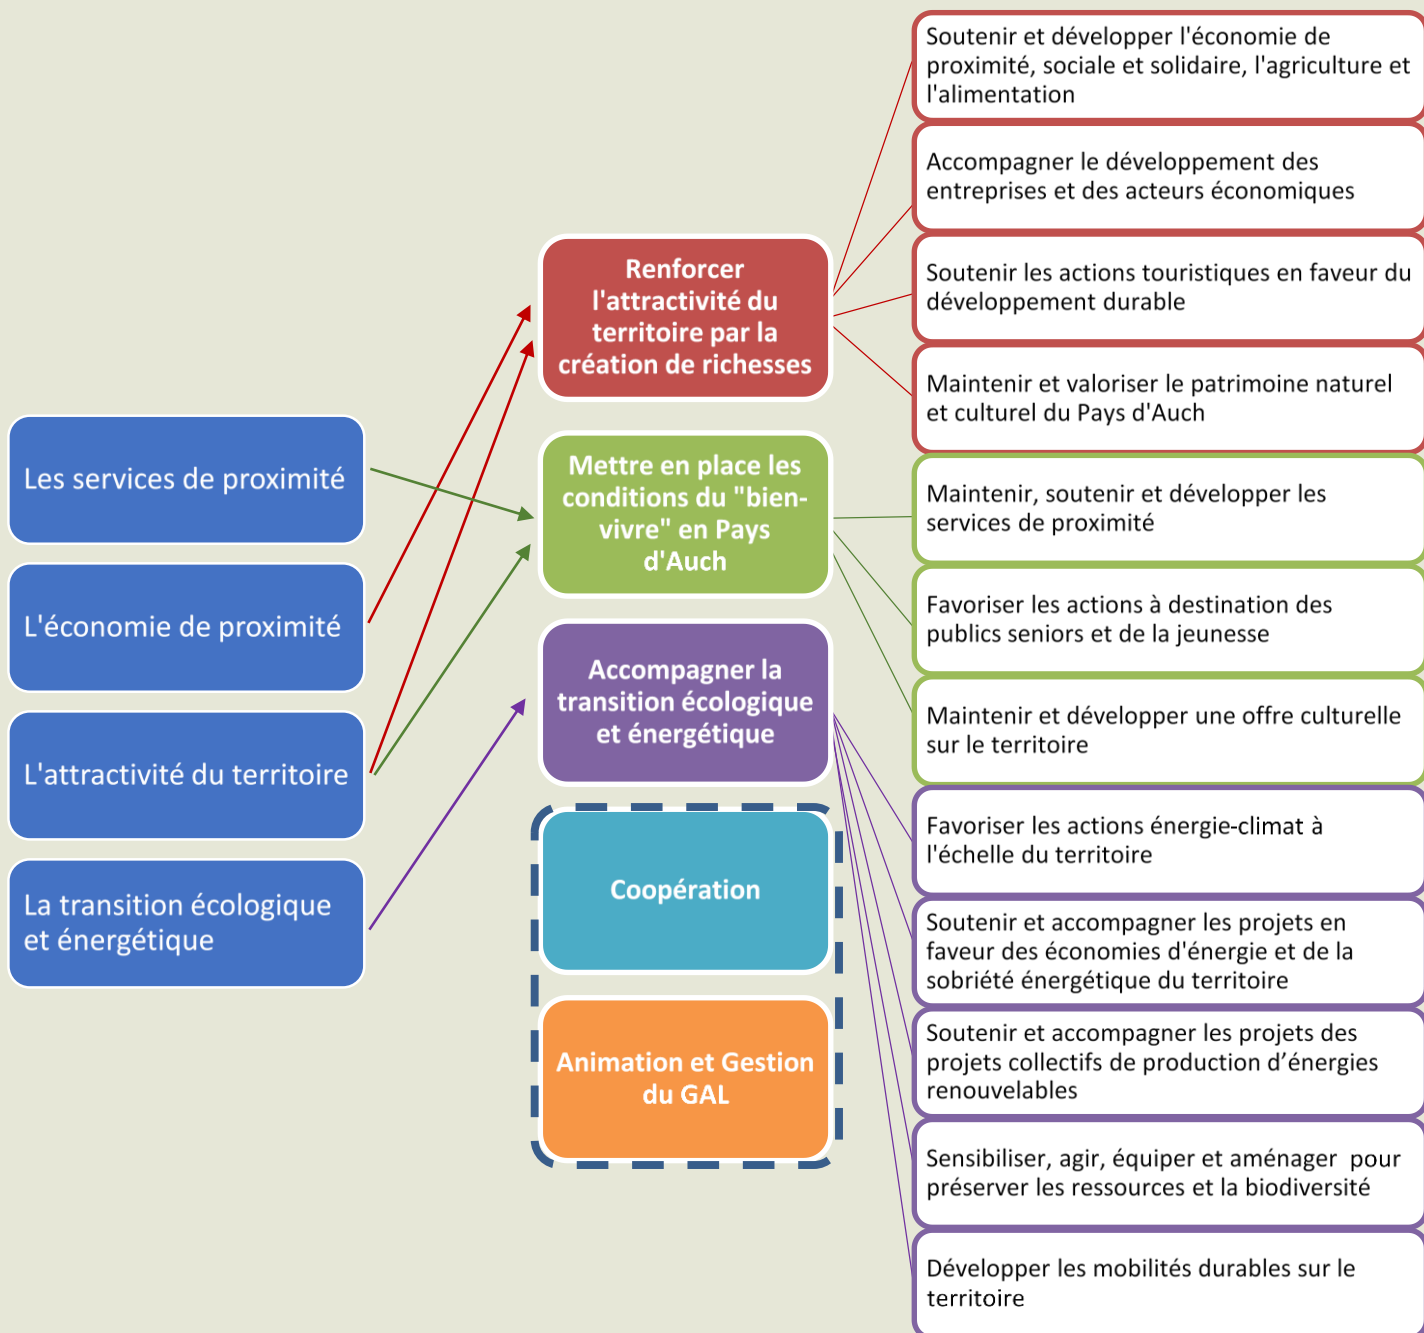 Les services de proximité
L'économie de proximité
L'attractivité du territoire
La transition écologique
et énergétique
Renforcer
l'attractivité du
territoire par la
création de richesses
Mettre en place les
conditions du "bien-
vivre" en Pays
d'Auch
Accompagner la
transition écologique
et énergétique
Coopération
Animation et Gestion
du GAL
Soutenir et développer l'économie de
proximité, sociale et solidaire, l'agriculture et
l'alimentation
Accompagner le développement des
entreprises et des acteurs économiques
Soutenir les actions touristiques en faveur du
développement durable
Maintenir et valoriser le patrimoine naturel
et culturel du Pays d'Auch
Maintenir, soutenir et développer les
services de proximité
Favoriser les actions à destination des
publics seniors et de la jeunesse
Maintenir et développer une offre culturelle
sur le territoire
Favoriser les actions énergie-climat à
l'échelle du territoire
Soutenir et accompagner les projets en
faveur des économies d'énergie et de la
sobriété énergétique du territoire
Soutenir et accompagner les projets des
projets collectifs de production d’énergies
renouvelables
Sensibiliser, agir, équiper et aménager  pour
préserver les ressources et la biodiversité
Développer les mobilités durables sur le
territoire